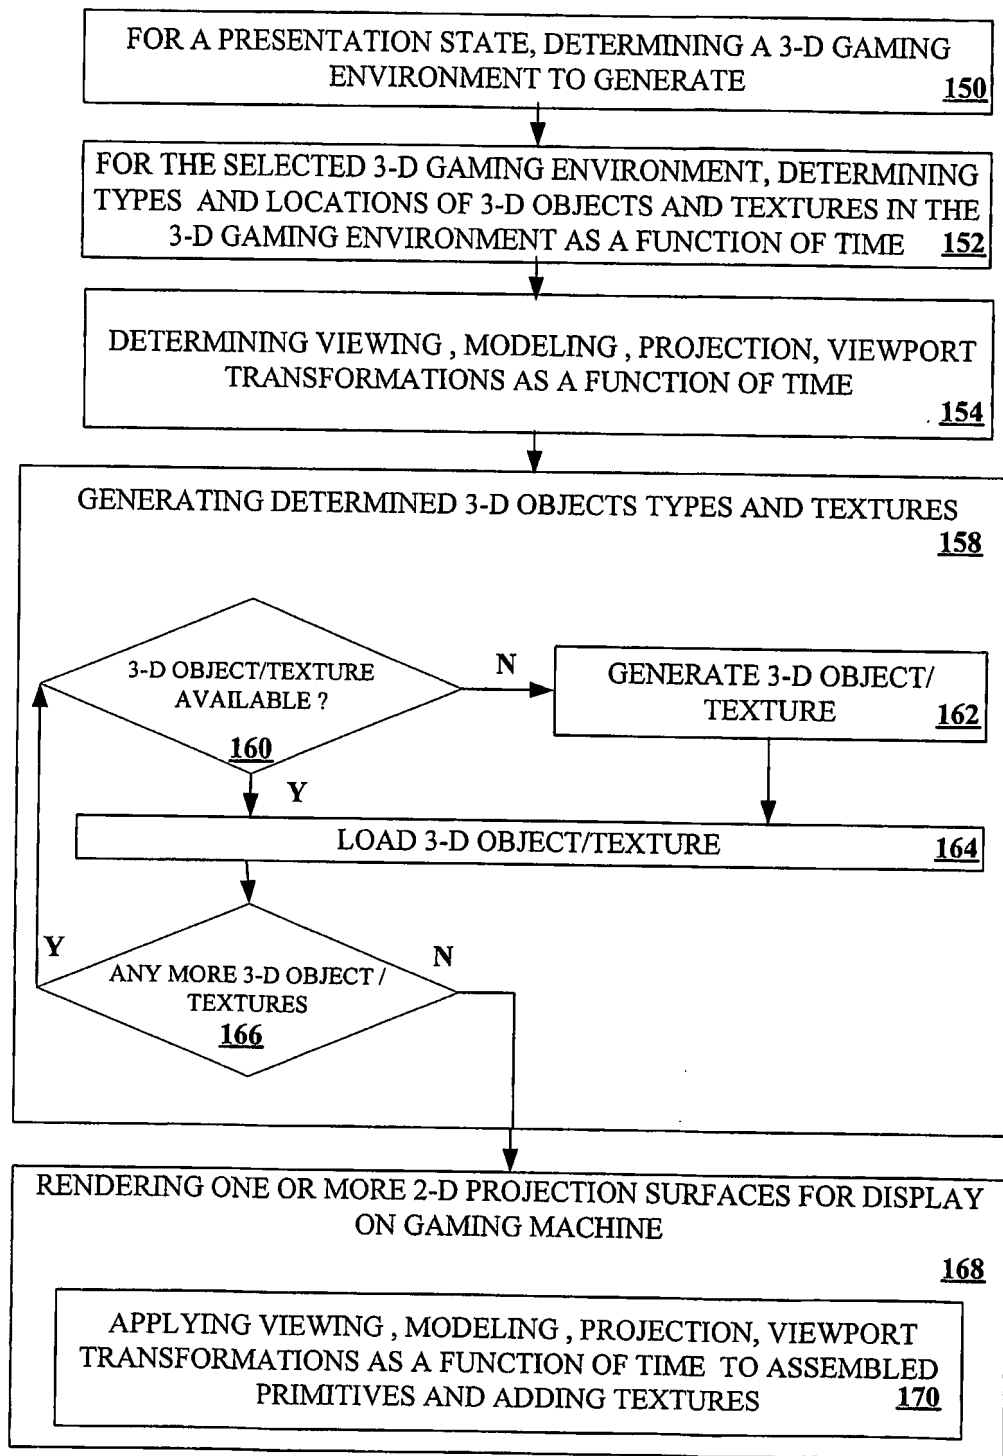 FOR A PRESENTATION STATE, DETERMINING A 3-D GAMING
ENVIRONMENT TO GENERATE 150
FOR THE SELECTED 3-D GAMING ENVIRONMENT, DETERMINING
TYPES AND LOCATIONS OF 3-D OBJECTS AND TEXTURES IN THE
3-D GAMING ENVIRONMENT AS A FUNCTION OF TIME 152
DETERMINING VIEWING , MODELING , PROJECTION, VIEWPORT
TRANSFORMATIONS AS A FUNCTION OF TIME
154
GENERATING DETERMINED 3-D OBJECTS TYPES AND TEXTURES
158
3-D OBJECT/TEXTURE
AVAILABLE ?
160
N
GENERATE 3-D OBJECT/
TEXTURE 162
Y
LOAD 3-D OBJECT/TEXTURE 164
Y
N
ANY MORE 3-D OBJECT /
TEXTURES
166
RENDERING ONE OR MORE 2-D PROJECTION SURFACES FOR DISPLAY
ON GAMING MACHINE
168
APPLYING VIEWING , MODELING , PROJECTION, VIEWPORT
TRANSFORMATIONS AS A FUNCTION OF TIME TO ASSEMBLED
PRIMITIVES AND ADDING TEXTURES 170